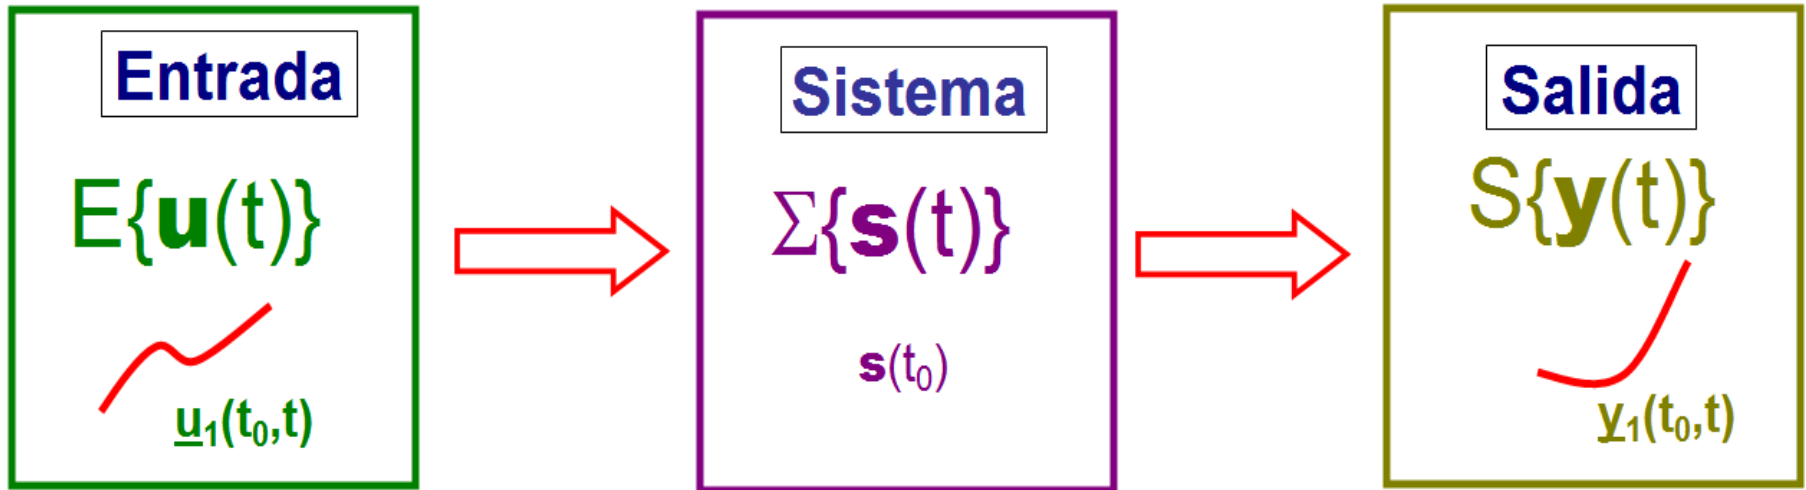 Entrada
E{u(t)}
u₁(t₀,t)
Sistema
Σ{s(t)}
s(t₀)
Salida
S{y(t)}
y₁(t₀,t)